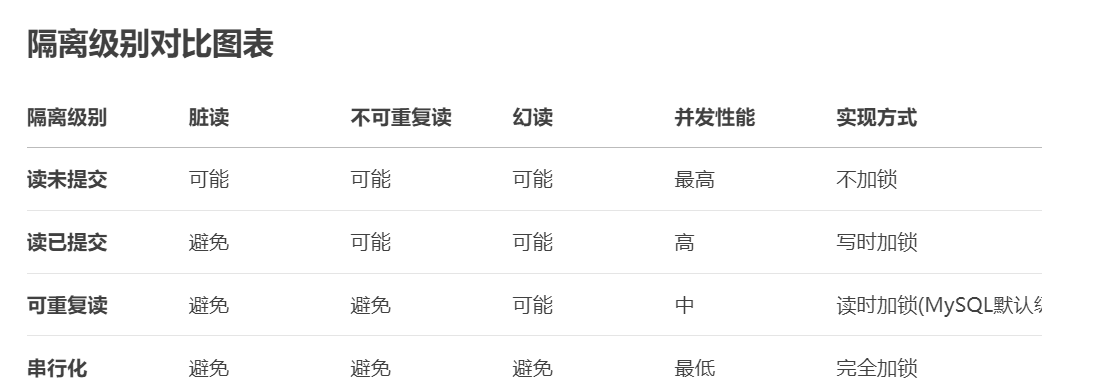 隔离级别对比图表
隔离级别 脏读 不可重复读 幻读 并发性能 实现方式
读未提交 可能 可能 可能 最高 不加锁
读已提交 避免 可能 可能 高 写时加锁
可重复读 避免 避免 可能 中 读时加锁(MySQL默认
串行化 避免 避免 避免 最低 完全加锁